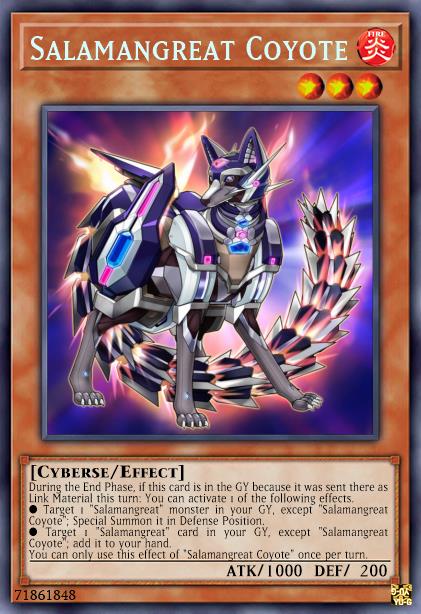 SALAMANGREAT COYOTE
FIRE
炎
[CYBERSE/EFFECT]
During the End Phase, if this card is in the GY because it was sent there as
Link Material this turn: You can activate 1 of the following effects.
● Target 1 "Salamangreat" monster in your GY, except "Salamangreat
Coyote"; Special Summon it in Defense Position.
● Target 1 "Salamangreat" card in your GY, except "Salamangreat
Coyote"; add it to your hand.
You can only use this effect of "Salamangreat Coyote" once per turn.
ATK/1000 DEF/ 200
71861848